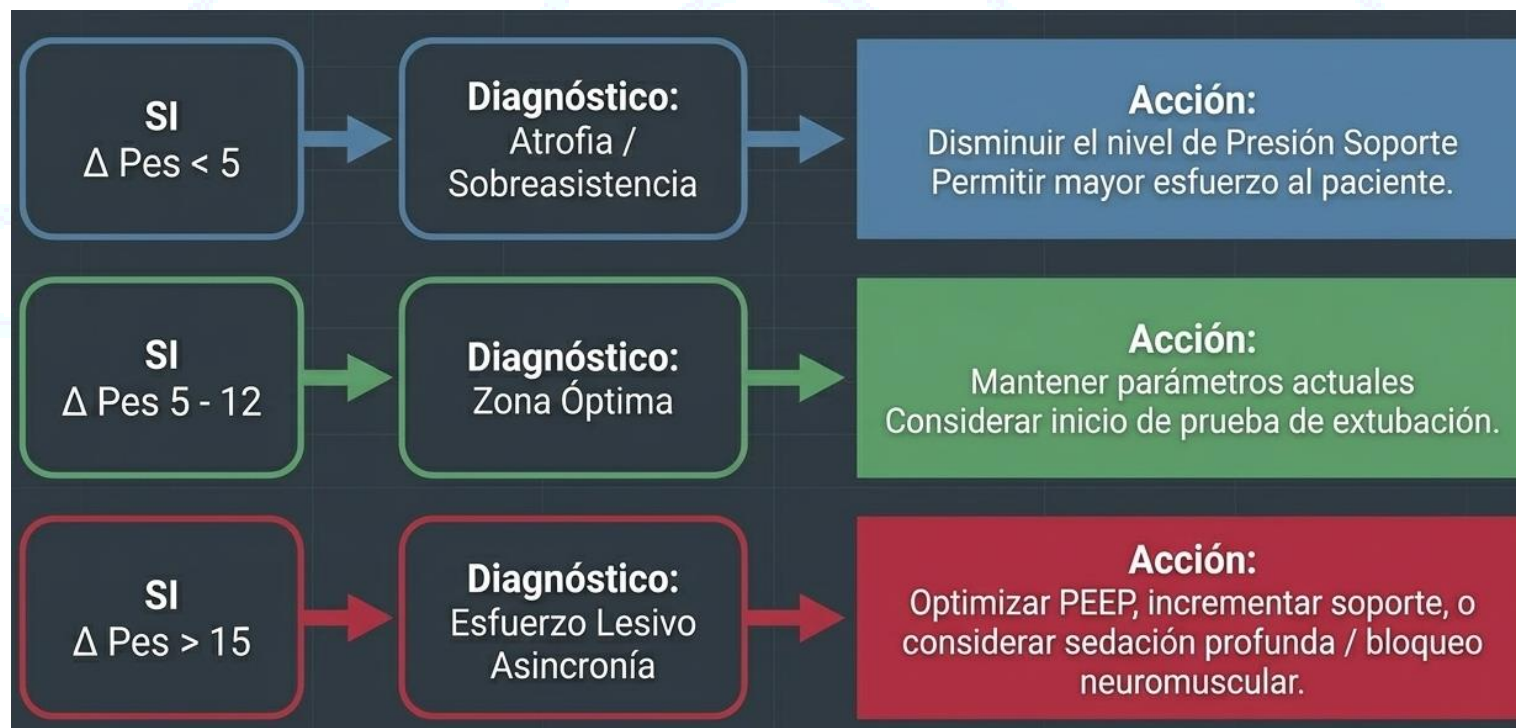 SI
Δ Pes < 5
Diagnóstico:
Atrofia /
Sobreasistencia
Acción:
Disminuir el nivel de Presión Soporte
Permitir mayor esfuerzo al paciente.
SI
Δ Pes 5 - 12
Diagnóstico:
Zona Óptima
Acción:
Mantener parámetros actuales
Considerar inicio de prueba de extubación.
SI
Δ Pes > 15
Diagnóstico:
Esfuerzo Lesivo
Asincronía
Acción:
Optimizar PEEP, incrementar soporte, o
considerar sedación profunda / bloqueo
neuromuscular.